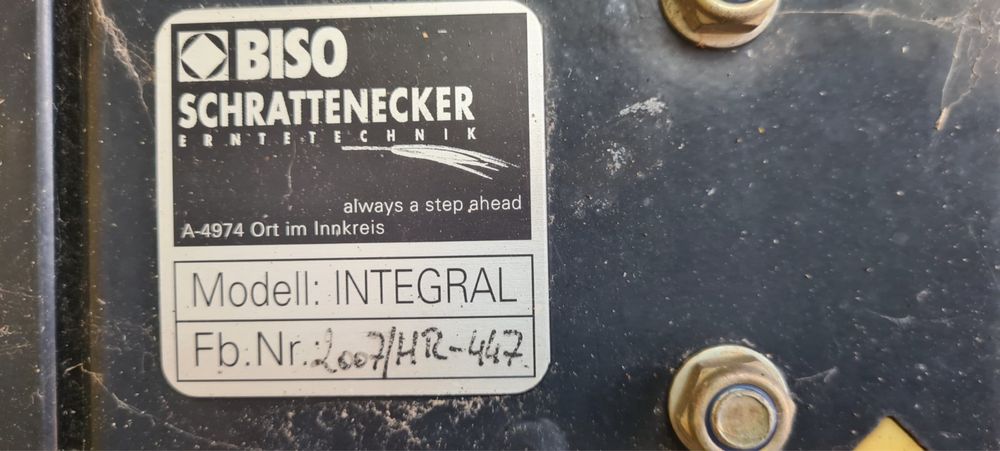 BISO
SCHRATTENECKER
ERNTETECHNIK
always a step ahead
A-4974 Ort im Innkreis
Modell: INTEGRAL
Fb.Nr.: 2007/HR-447